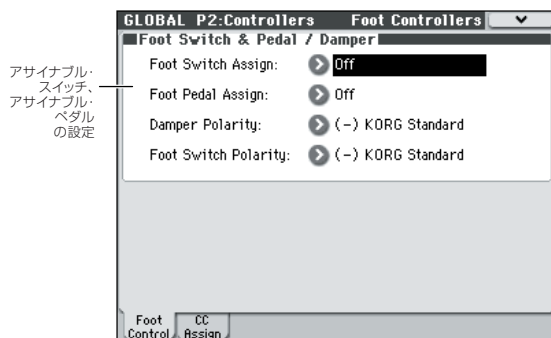 GLOBAL P2:Controllers Foot Controllers
Foot Switch & Pedal / Damper
アサイナブル・
スイッチ、
アサイナブル・
ペダル
の設定
Foot Switch Assign: Off
Foot Pedal Assign: Off
Damper Polarity: (-) KORG Standard
Foot Switch Polarity: (-) KORG Standard
Foot
Control
CC
Assign